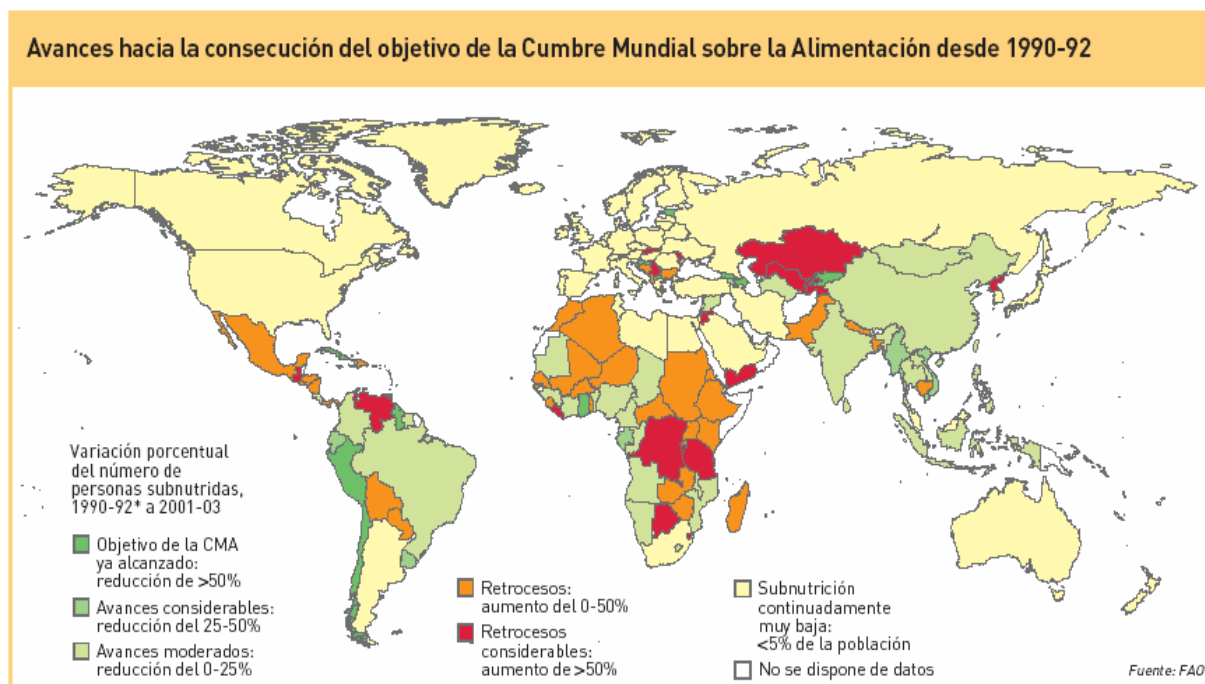 Avances hacia la consecución del objetivo de la Cumbre Mundial sobre la Alimentación desde 1990-92
Variación porcentual
del número de
personas subnutridas,
1990-92* a 2001-03
Objetivo de la CMA
ya alcanzado:
reducción de >50%
Avances considerables:
reducción del 25-50%
Avances moderados:
reducción del 0-25%
Retrocesos:
aumento del 0-50%
Retrocesos
considerables:
aumento de >50%
Subnutrición
continuadamente
muy baja:
<5% de la población
No se dispone de datos
Fuente: FAO